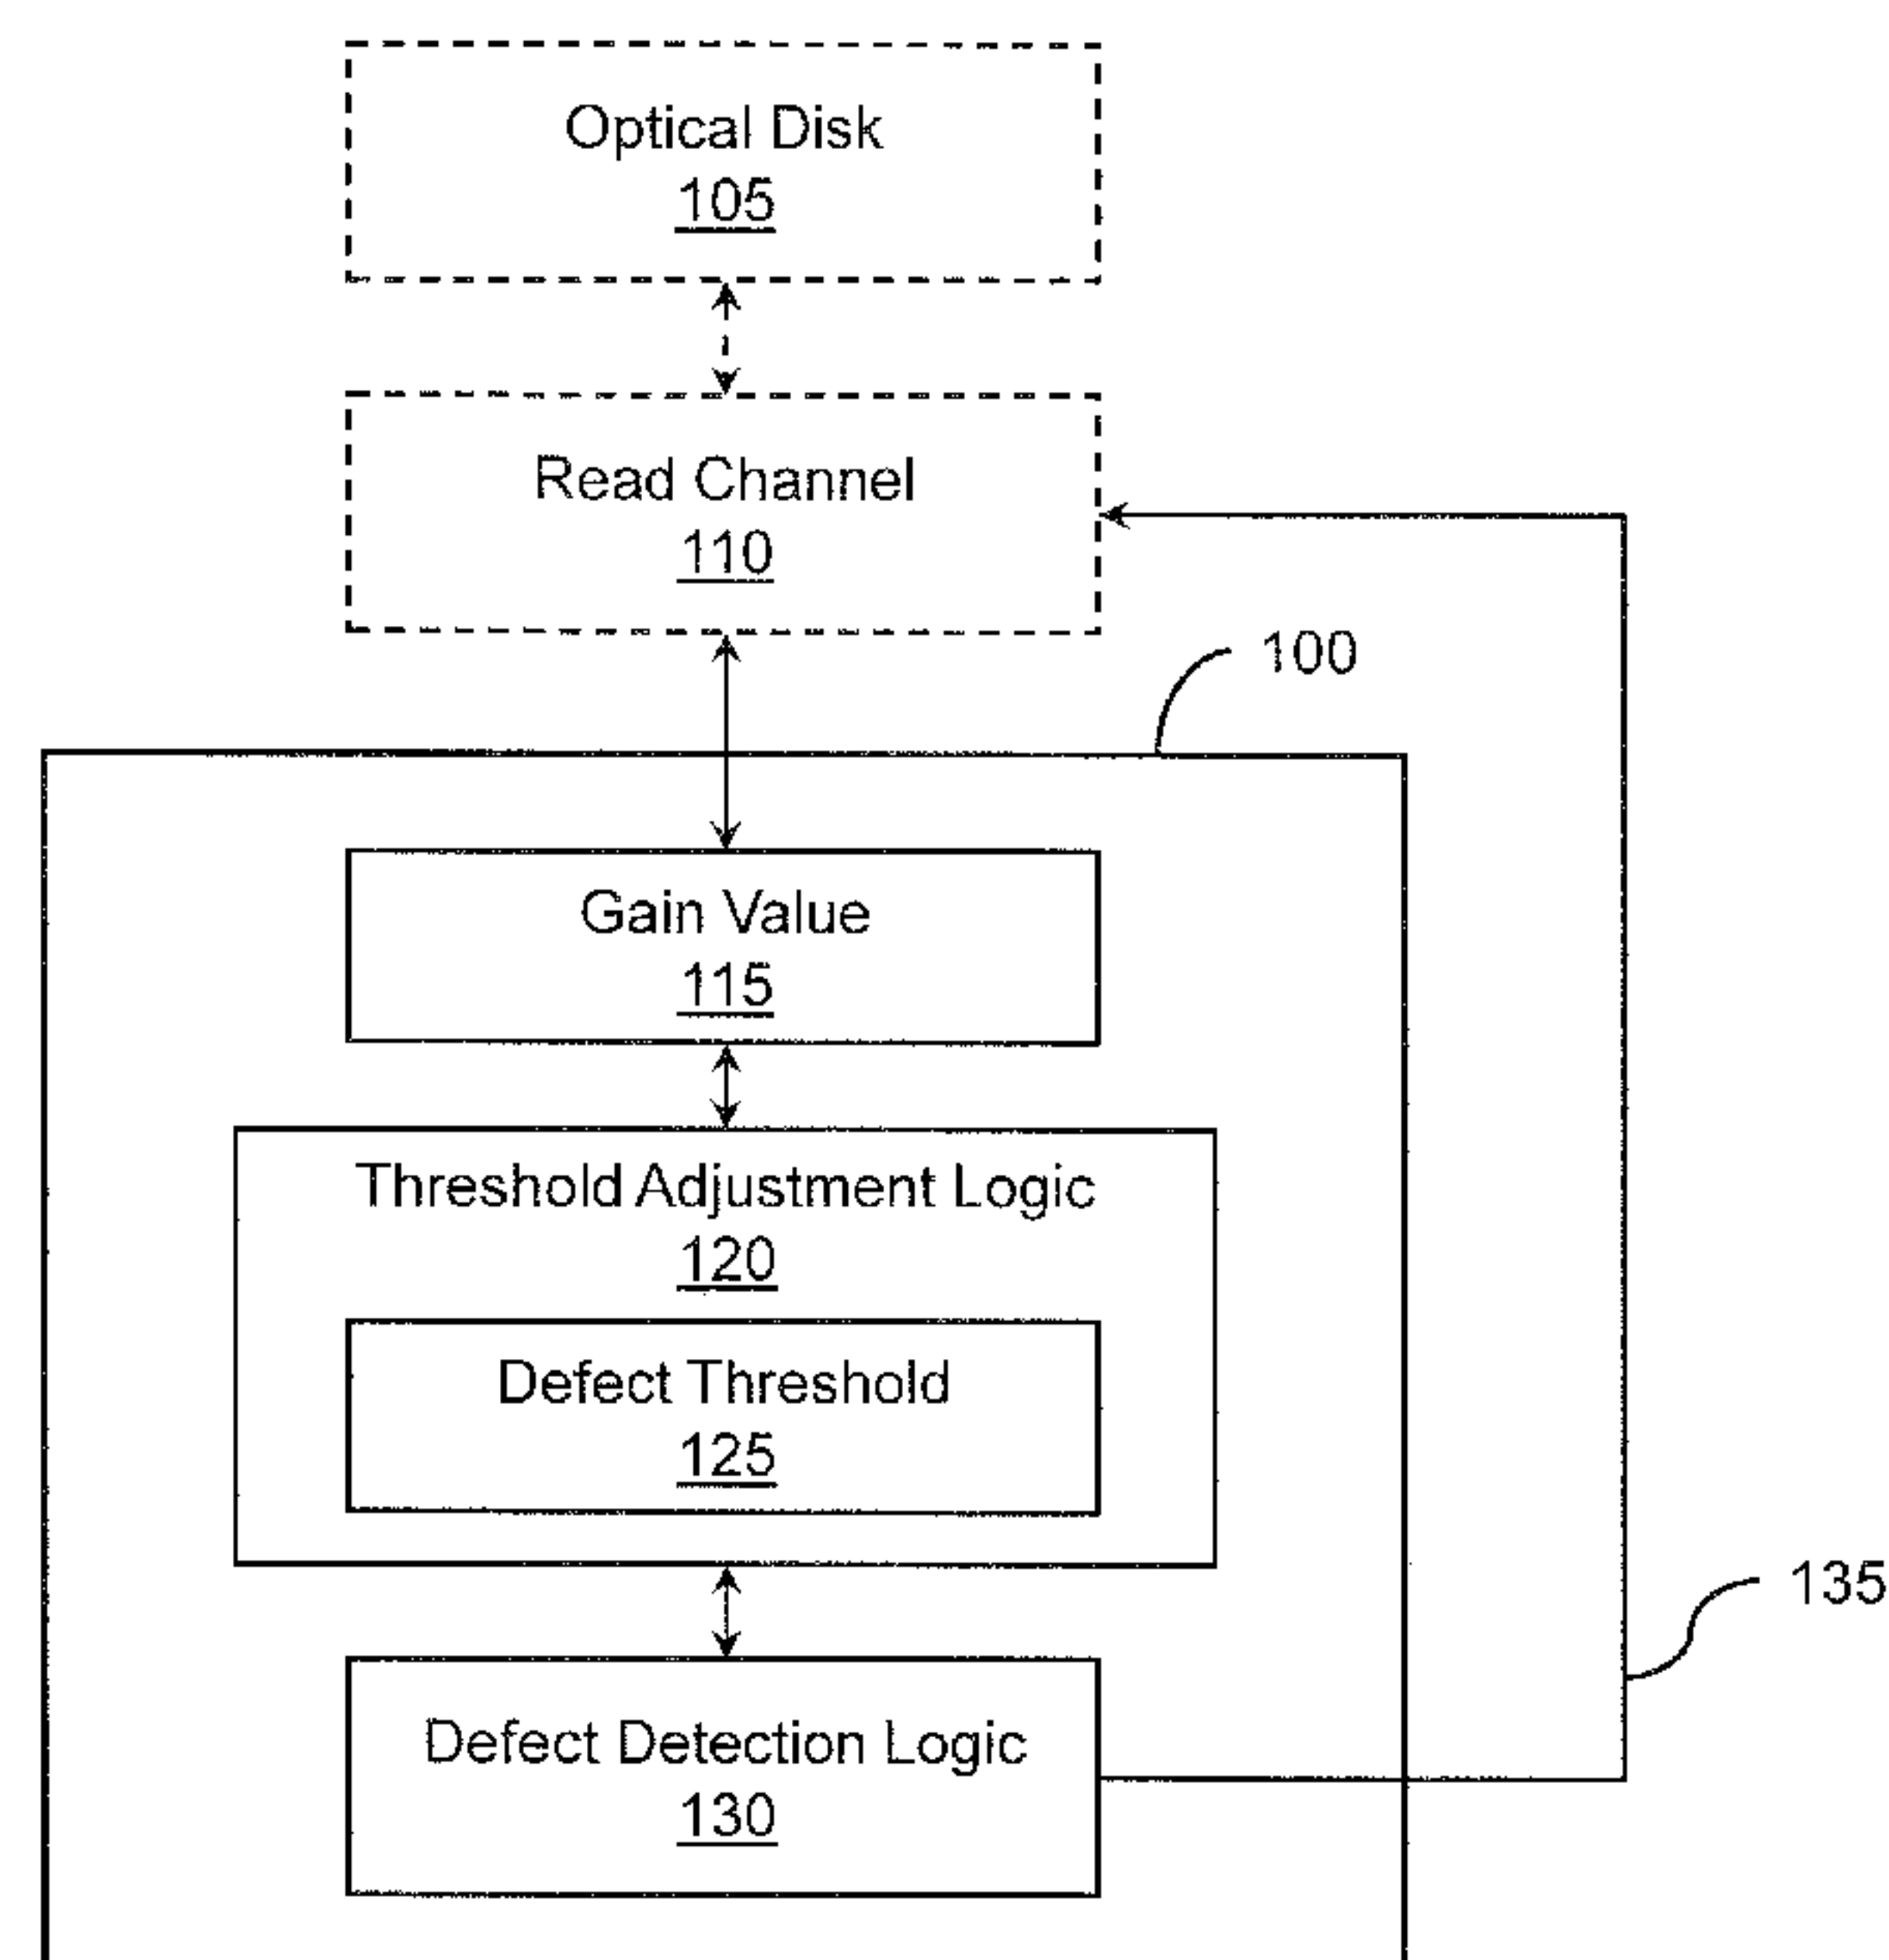 Optical Disk
105
Read Channel
110
100
Gain Value
115
Threshold Adjustment Logic
120
Defect Threshold
125
135
Defect Detection Logic
130